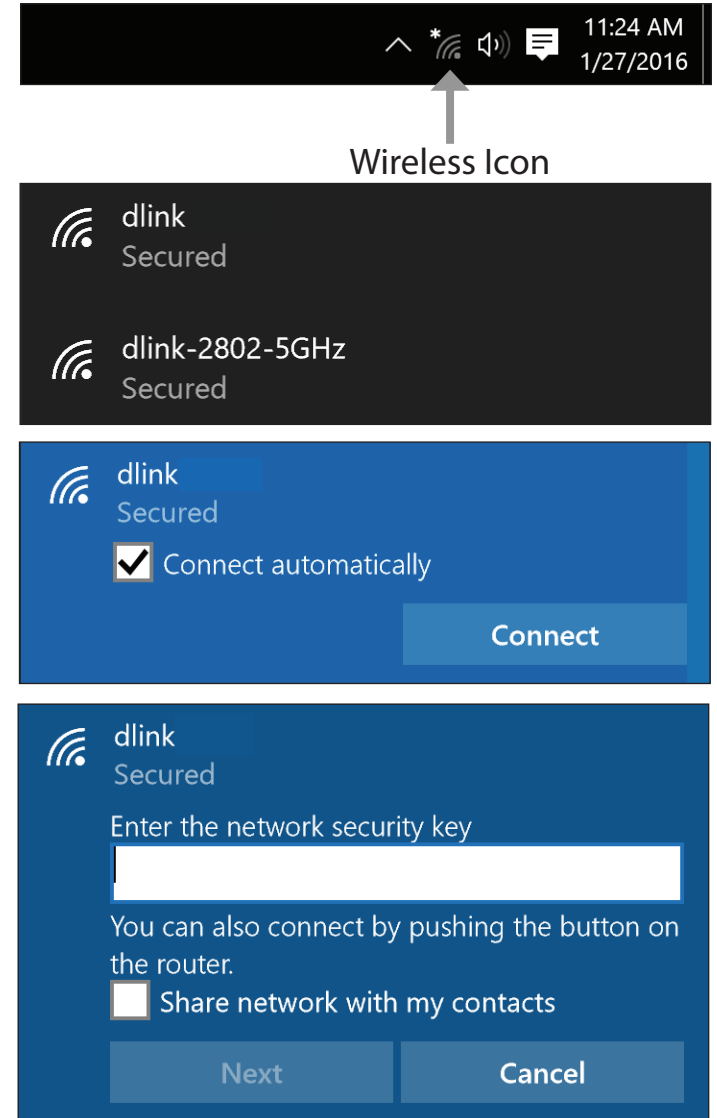 11:24 AM
1/27/2016
Wireless Icon
dlink
Secured
dlink-2802-5GHz
Secured
dlink
Secured
Connect automatically
Connect
dlink
Secured
Enter the network security key
You can also connect by pushing the button on
the router.
Share network with my contacts
Next Cancel